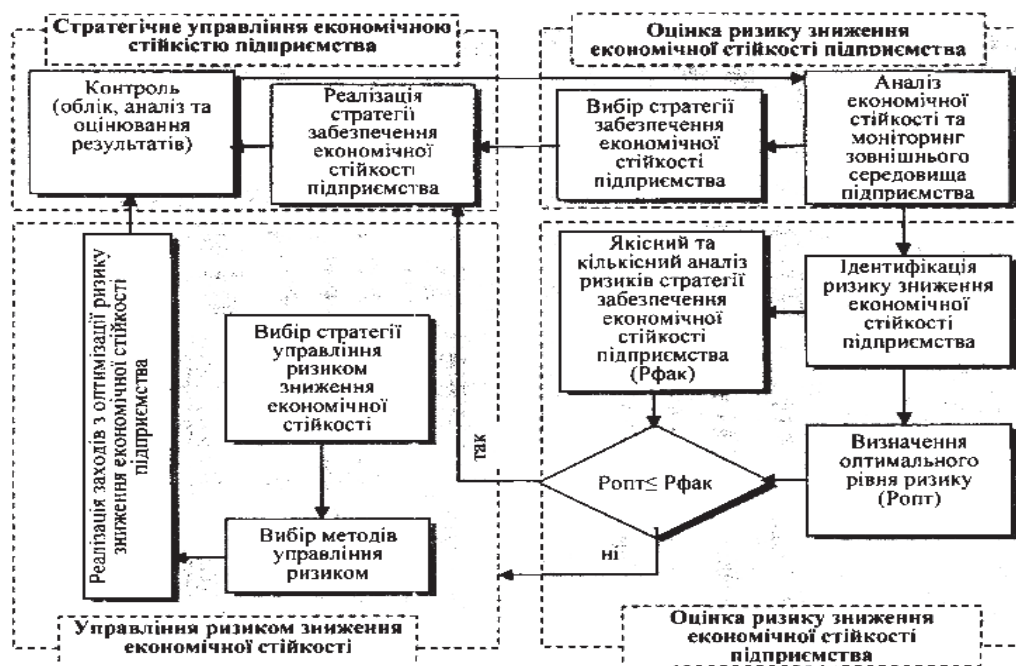 Стратегічне управління економічною
стійкістю підприємства
Оцінка ризику зниження
економічної стійкості підприємства
Контроль
(облік, аналіз та
оцінювання
результатів)
Реалізація
стратегії
забезпечення
економічної
стійкості
підприємства
Вибір стратегії
забезпечення
економічної
стійкості
підприємства
Аналіз
економічної
стійкості та
моніторинг
зовнішнього
середовища
підприємства
Реалізація заходів з оптимізації ризику
зниження економічної стійкості
підприємства
Вибір стратегії
управління
ризиком
зниження
економічної
стійкості
Якісний та
кількісний аналіз
ризиків стратегії
забезпечення
економічної
стійкості
підприємства
(Рфак)
Ідентифікація
ризику зниження
економічної
стійкості
підприємства
так
Ропт≤ Рфак
Визначення
оптимального
рівня ризику
(Ропт)
Вибір методів
управління
ризиком
ні
Управління ризиком зниження
економічної стійкості
Оцінка ризику зниження
економічної стійкості
підприємства